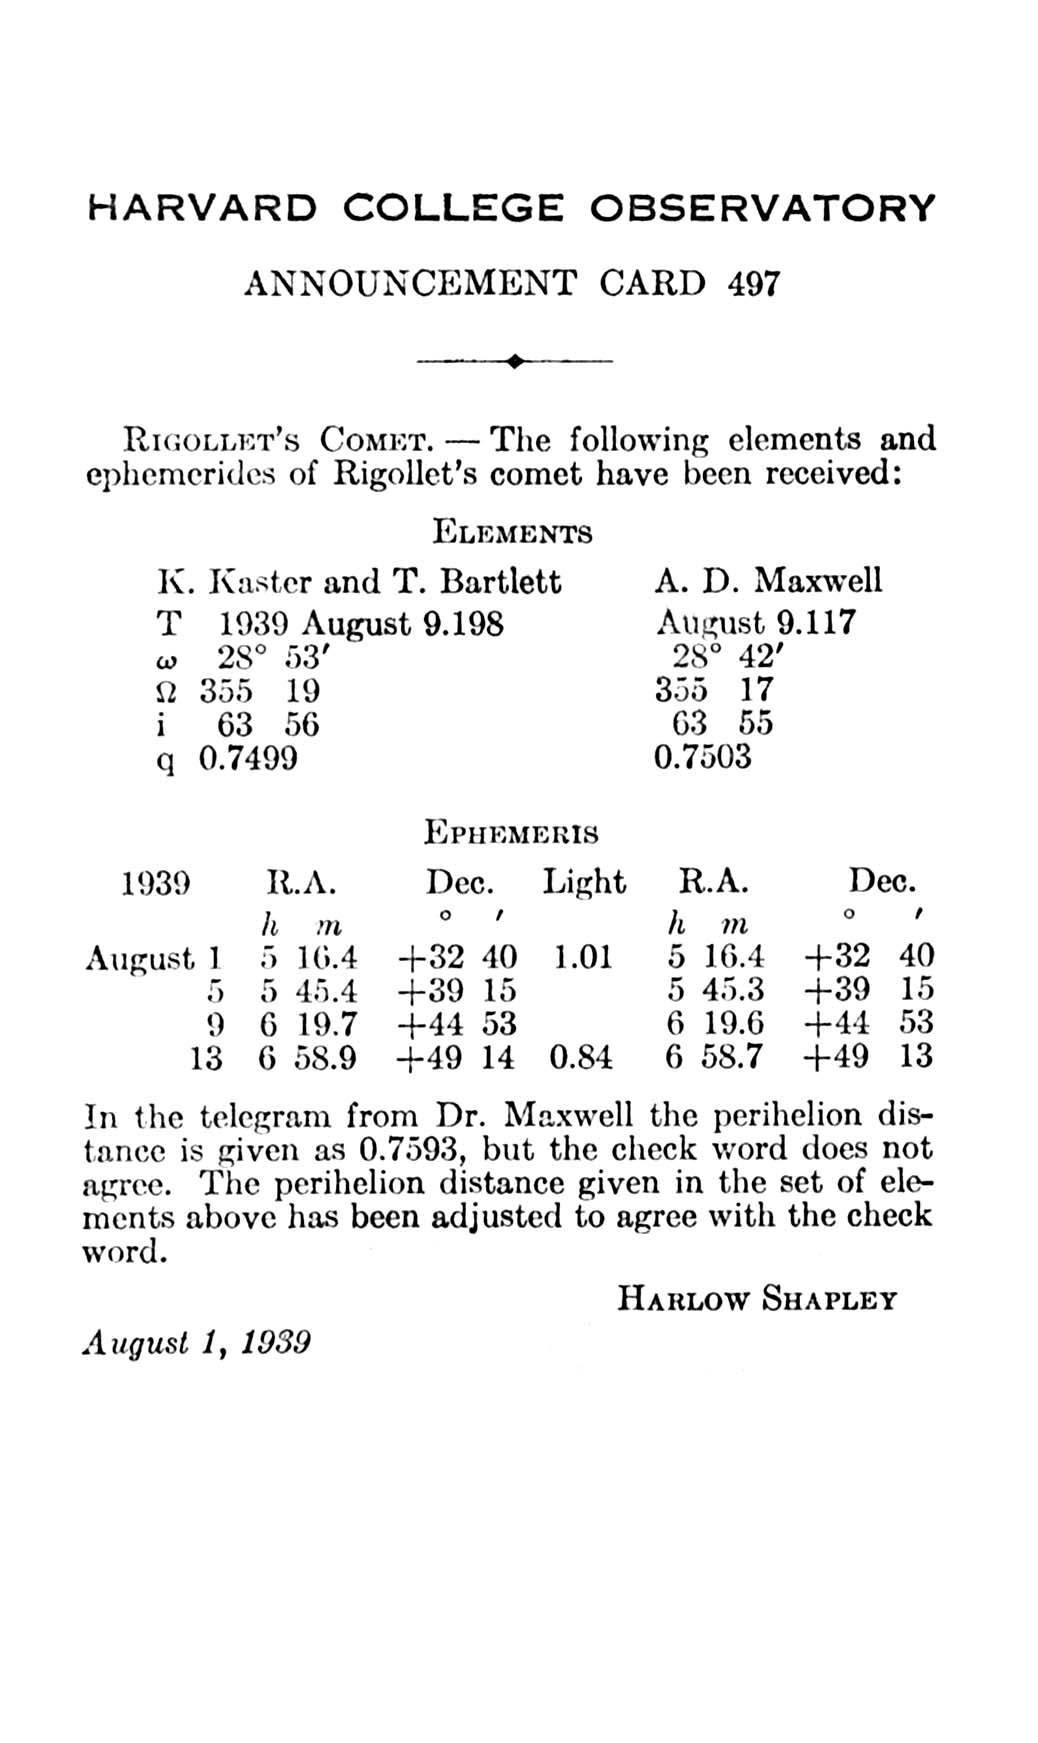 HARVARD COLLEGE OBSERVATORY
ANNOUNCEMENT CARD 497
RIGOLLET'S COMET. — The following elements and
ephemerides of Rigollet's comet have been received:
ELEMENTS
K. Kaster and T. Bartlett A. D. Maxwell
T 1939 August 9.198 August 9.117
ω 28° 53′ 28° 42′
Ω 355 19 355 17
i 63 56 63 55
q 0.7499 0.7503
EPHEMERIS
1939 R.A. Dec. Light R.A. Dec.
h m ° ′ h m ° ′
August 1 5 16.4 +32 40 1.01 5 16.4 +32 40
5 5 45.4 +39 15 5 45.3 +39 15
9 6 19.7 +44 53 6 19.6 +44 53
13 6 58.9 +49 14 0.84 6 58.7 +49 13
In the telegram from Dr. Maxwell the perihelion dis-
tance is given as 0.7593, but the check word does not
agree. The perihelion distance given in the set of ele-
ments above has been adjusted to agree with the check
word.
HARLOW SHAPLEY
August 1, 1939